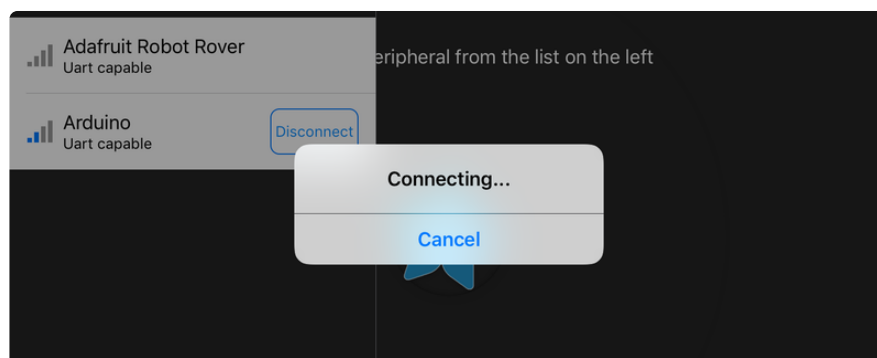 Adafruit Robot Rover
Uart capable
eripheral from the list on the left
Arduino
Uart capable
Disconnect
Connecting...
Cancel